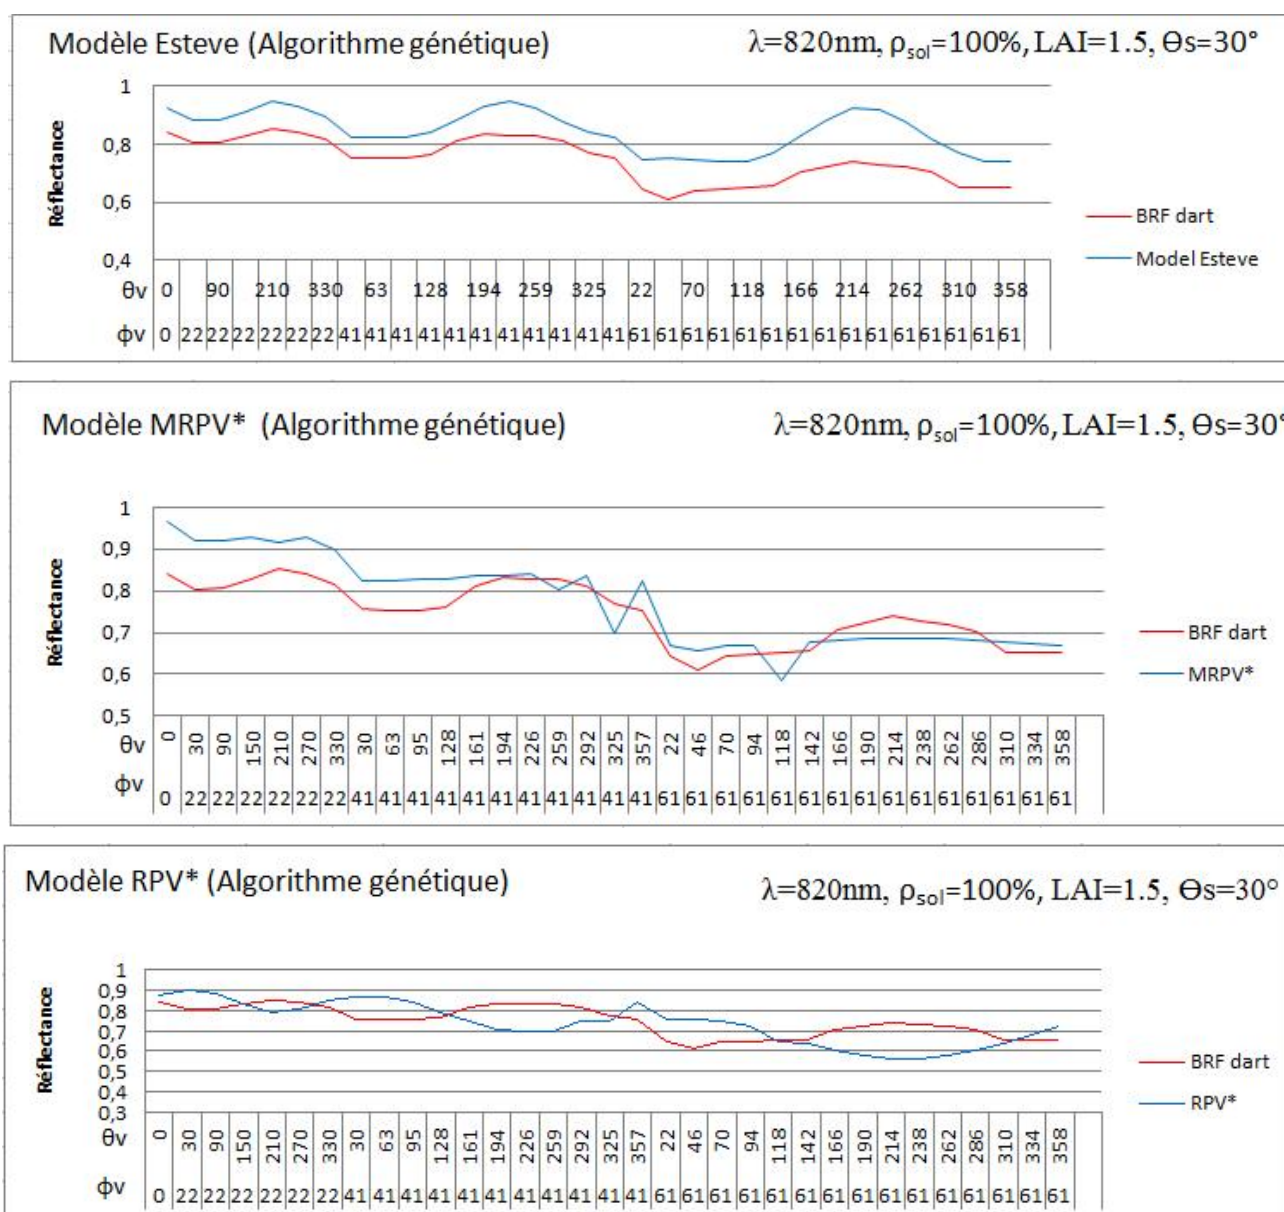 Modèle Esteve (Algorithme génétique)
λ=820nm, ρsol=100%, LAI=1.5, Өs=30°
Réflectance
1
0,8
0,6
0,4
BRF dart
Model Esteve
θv 0 90 210 330 63 128 194 259 325 22 70 118 166 214 262 310 358
ϕv 0 22 22 22 22 22 22 41 41 41 41 41 41 41 41 41 41 41 61 61 61 61 61 61 61 61 61 61 61 61 61 61 61
Modèle MRPV* (Algorithme génétique)
λ=820nm, ρsol=100%, LAI=1.5, Өs=30°
Réflectance
1
0,9
0,8
0,7
0,6
0,5
BRF dart
MRPV*
θv 0 30 90 150 210 270 330 30 63 95 128 161 194 226 259 292 325 357 22 46 70 94 118 142 166 190 214 238 262 286 310 334 358
ϕv 0 22 22 22 22 22 22 41 41 41 41 41 41 41 41 41 41 41 61 61 61 61 61 61 61 61 61 61 61 61 61 61 61
Modèle RPV* (Algorithme génétique)
λ=820nm, ρsol=100%, LAI=1.5, Өs=30°
Réflectance
1
0,9
0,8
0,7
0,6
0,5
0,4
0,3
BRF dart
RPV*
θv 0 30 90 150 210 270 330 30 63 95 128 161 194 226 259 292 325 357 22 46 70 94 118 142 166 190 214 238 262 286 310 334 358
ϕv 0 22 22 22 22 22 22 41 41 41 41 41 41 41 41 41 41 41 61 61 61 61 61 61 61 61 61 61 61 61 61 61 61